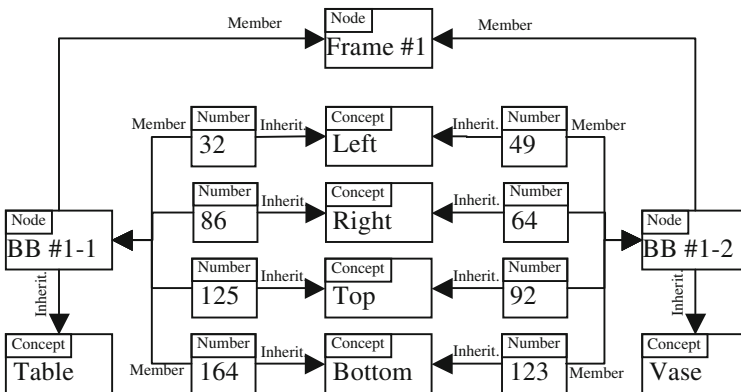 Node
Member
Frame #1
Member
Number
Concept
Number
Member
32
Inherit.
Left
Inherit.
49
Member
Number
Concept
Number
86
Inherit.
Right
Inherit.
64
Node
BB #1-1
Node
BB #1-2
Number
Concept
Number
125
Inherit.
Top
Inherit.
92
Inherit.
Inherit.
Concept
Table
Number
Concept
Number
Member
164
Inherit.
Bottom
Inherit.
123
Member
Concept
Vase